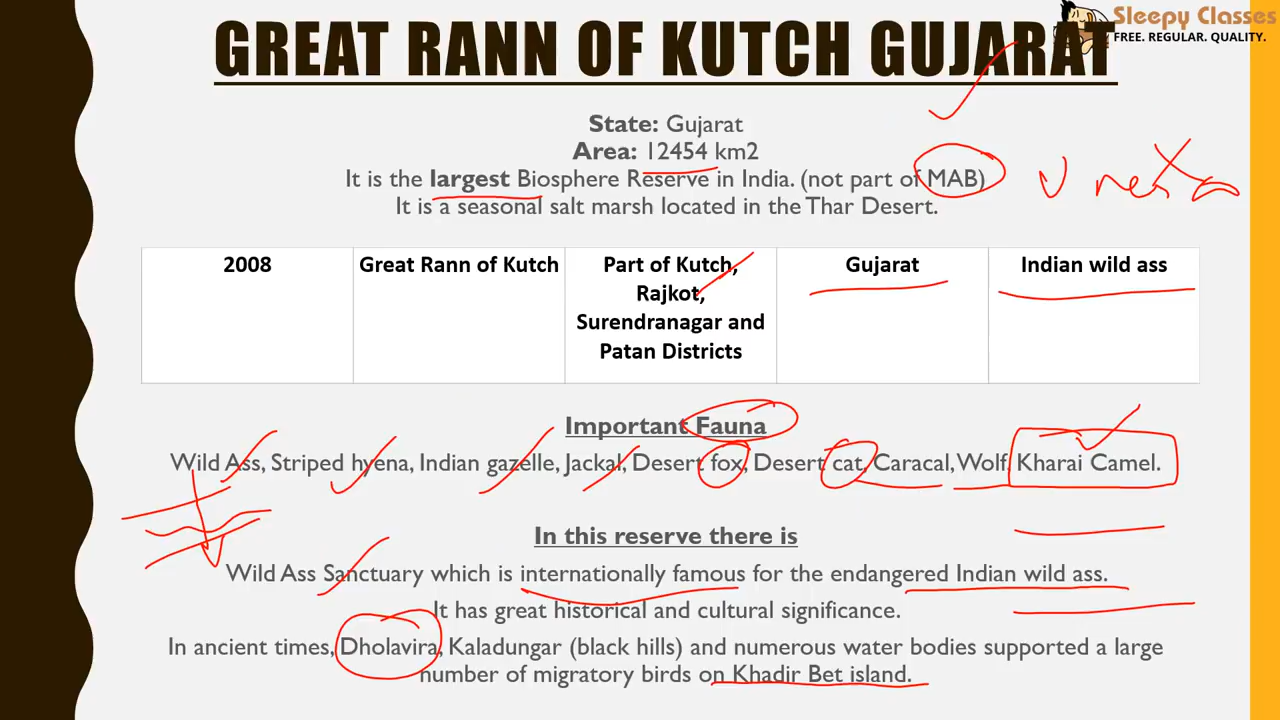 Sleepy Classes
FREE. REGULAR. QUALITY.
GREAT RANN OF KUTCH GUJARAT
State: Gujarat
Area: 12454 km2
It is the largest Biosphere Reserve in India. (not part of MAB)
It is a seasonal salt marsh located in the Thar Desert.
2008
Great Rann of Kutch
Part of Kutch,
Rajkot,
Surendranagar and
Patan Districts
Gujarat
Indian wild ass
Important Fauna
Wild Ass, Striped hyena, Indian gazelle, Jackal, Desert fox, Desert cat, Caracal, Wolf, Kharai Camel.
In this reserve there is
Wild Ass Sanctuary which is internationally famous for the endangered Indian wild ass.
It has great historical and cultural significance.
In ancient times, Dholavira, Kaladungar (black hills) and numerous water bodies supported a large
number of migratory birds on Khadir Bet island.